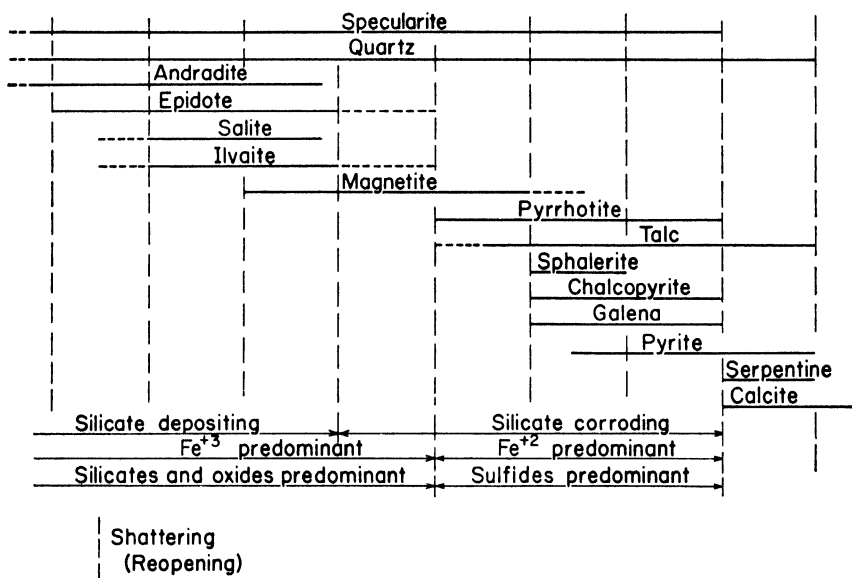 Specularite
Quartz
Andradite
Epidote
Salite
Ilvaite
Magnetite
Pyrrhotite
Talc
Sphalerite
Chalcopyrite
Galena
Pyrite
Serpentine
Calcite
Silicate depositing Silicate corroding
Fe+3 predominant Fe+2 predominant
Silicates and oxides predominant Sulfides predominant
Shattering
(Reopening)